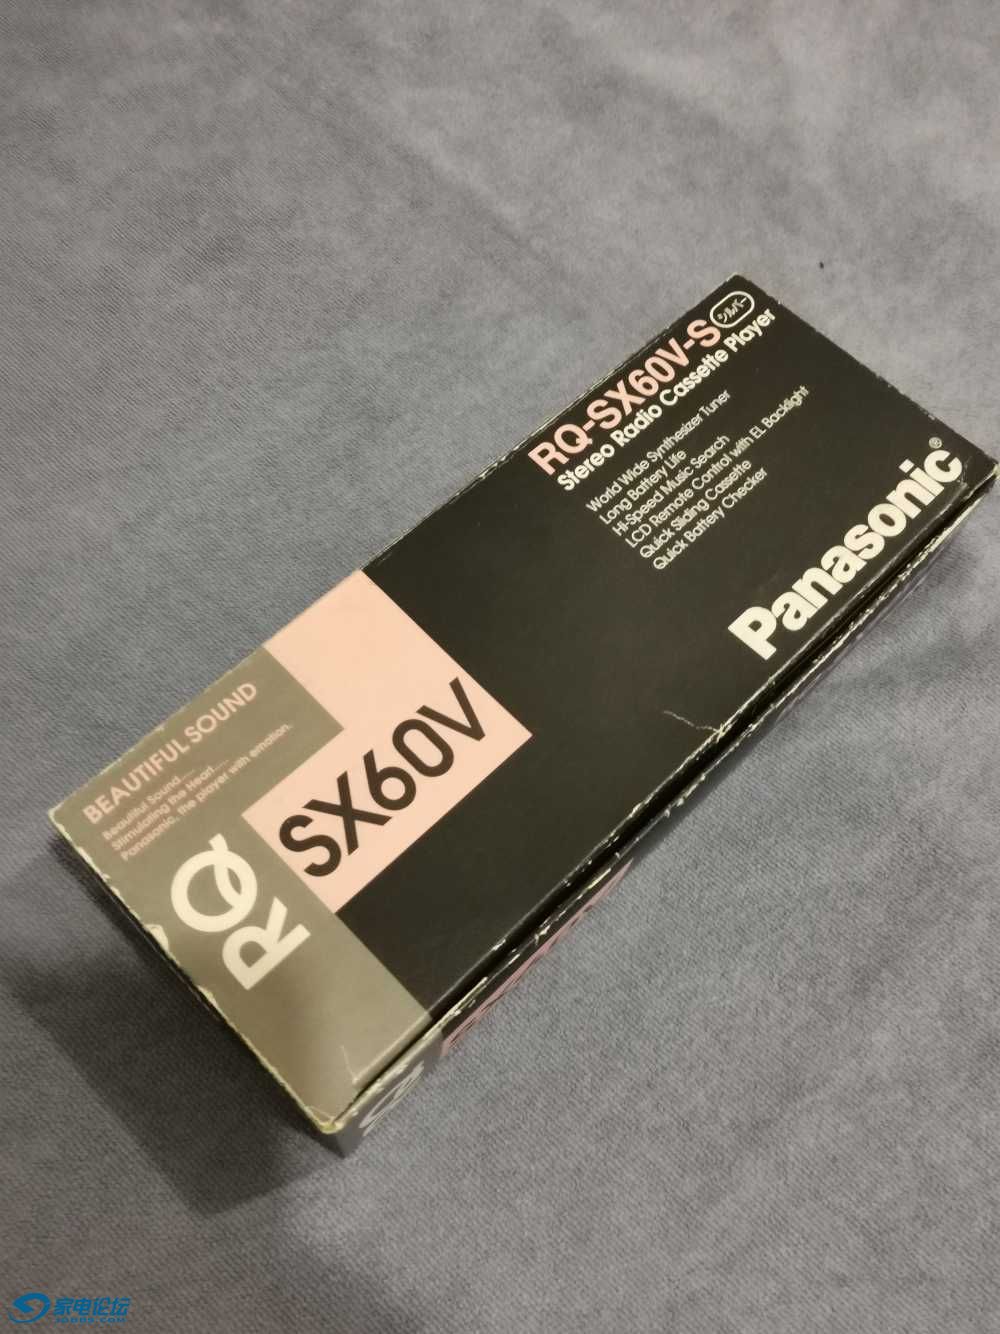 RQ-SX60V-S シルバー
Stereo Radio Cassette Player
World Wide Synthesizer Tuner
Long Battery Life
Hi-Speed Music Search
LCD Remote Control with EL Backlight
Quick Sliding Cassette
Quick Battery Checker
Panasonic®
BEAUTIFUL SOUND
Beautiful Sound.....
Stimulating the Heart.....
Panasonic, the player with emotion.
RQ
SX60V
家电论坛
JDBBS.COM